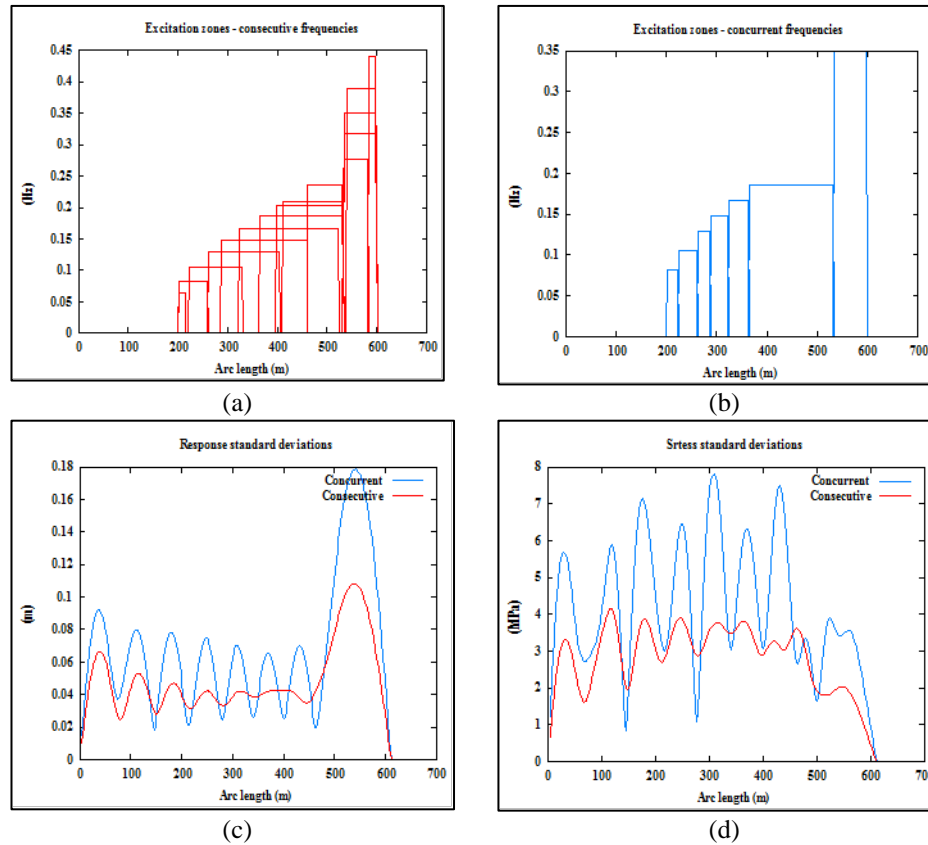 Excitation zones - consecutive frequencies
0.45
0.4
0.35
0.3
0.25
0.2
0.15
0.1
0.05
0
(Hz)
0 100 200 300 400 500 600 700
Arc length (m)
(a)
Excitation zones - concurrent frequencies
0.35
0.3
0.25
0.2
0.15
0.1
0.05
0
(Hz)
0 100 200 300 400 500 600 700
Arc length (m)
(b)
Response standard deviations
0.18
0.16
0.14
0.12
0.1
0.08
0.06
0.04
0.02
0
(m)
Concurrent
Consecutive
0 100 200 300 400 500 600 700
Arc length (m)
(c)
Srtess standard deviations
8
7
6
5
4
3
2
1
0
(MPa)
Concurrent
Consecutive
0 100 200 300 400 500 600 700
Arc length (m)
(d)